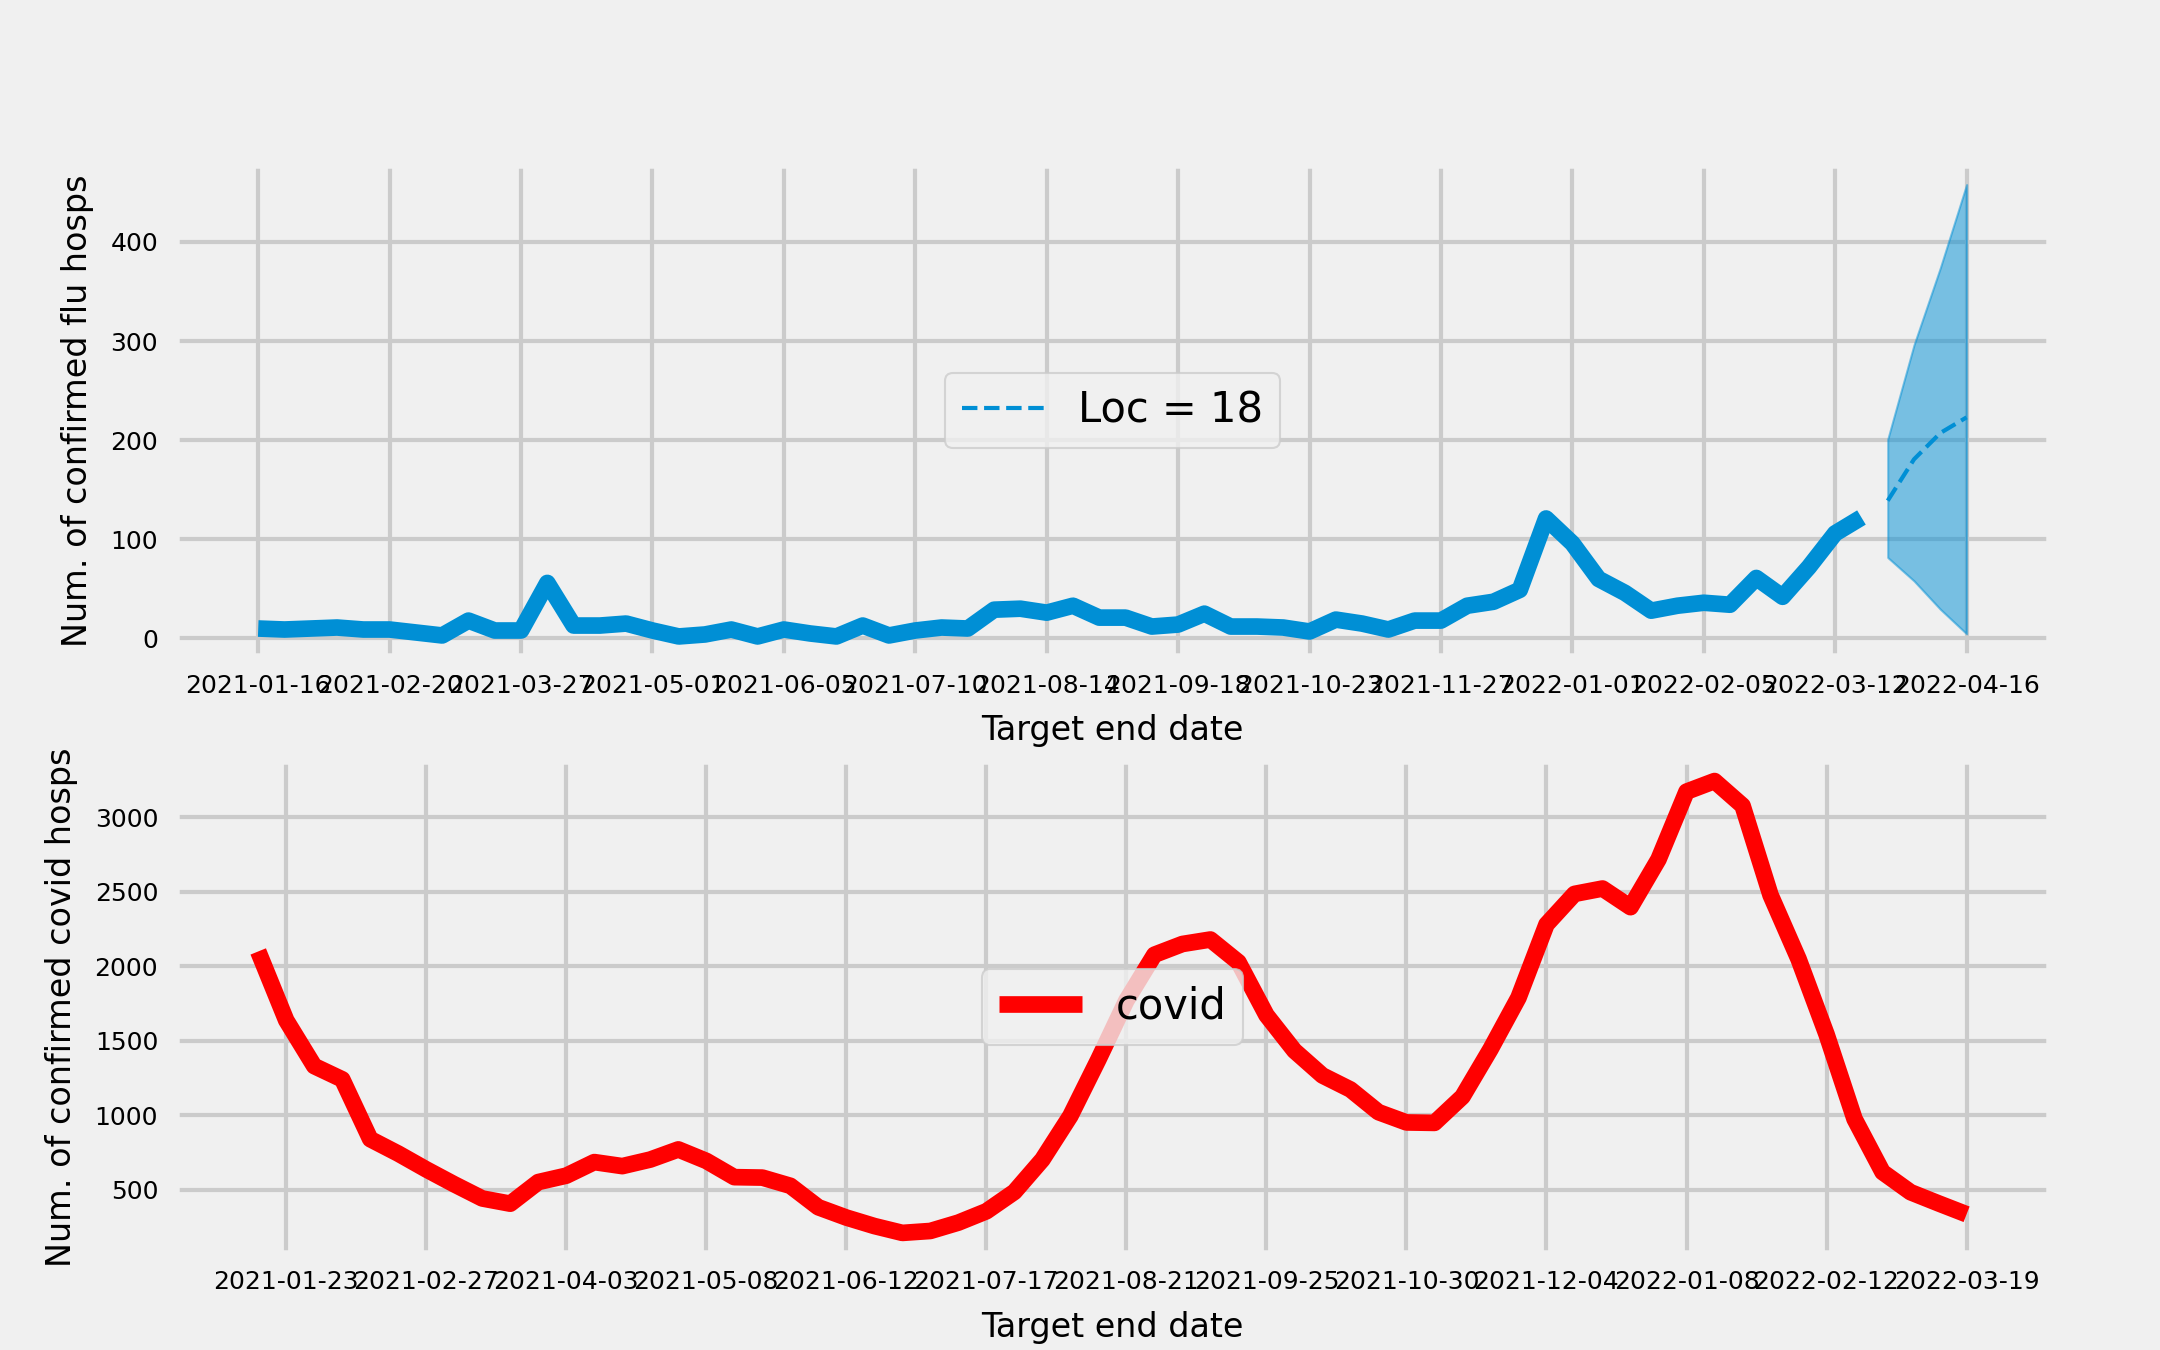 Num. of confirmed flu hosps
400
300
200
100
0
Loc = 18
2021-01-16 2021-02-20 2021-03-27 2021-05-01 2021-06-05 2021-07-10 2021-08-14 2021-09-18 2021-10-23 2021-11-27 2022-01-01 2022-02-05 2022-03-12 2022-04-16
Target end date
Num. of confirmed covid hosps
3000
2500
2000
1500
1000
500
covid
2021-01-23 2021-02-27 2021-04-03 2021-05-08 2021-06-12 2021-07-17 2021-08-21 2021-09-25 2021-10-30 2021-12-04 2022-01-08 2022-02-12 2022-03-19
Target end date